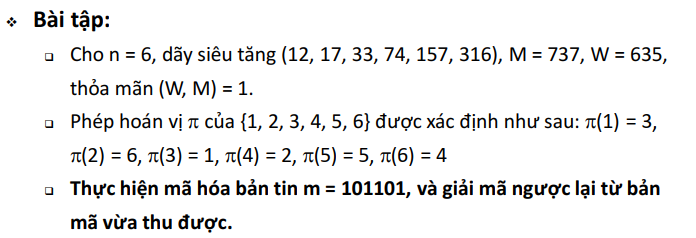 ❖ Bài tập:
❑ Cho n = 6, dãy siêu tăng (12, 17, 33, 74, 157, 316), M = 737, W = 635,
thỏa mãn (W, M) = 1.
❑ Phép hoán vị π của {1, 2, 3, 4, 5, 6} được xác định như sau: π(1) = 3,
π(2) = 6, π(3) = 1, π(4) = 2, π(5) = 5, π(6) = 4
❑ Thực hiện mã hóa bản tin m = 101101, và giải mã ngược lại từ bản
mã vừa thu được.